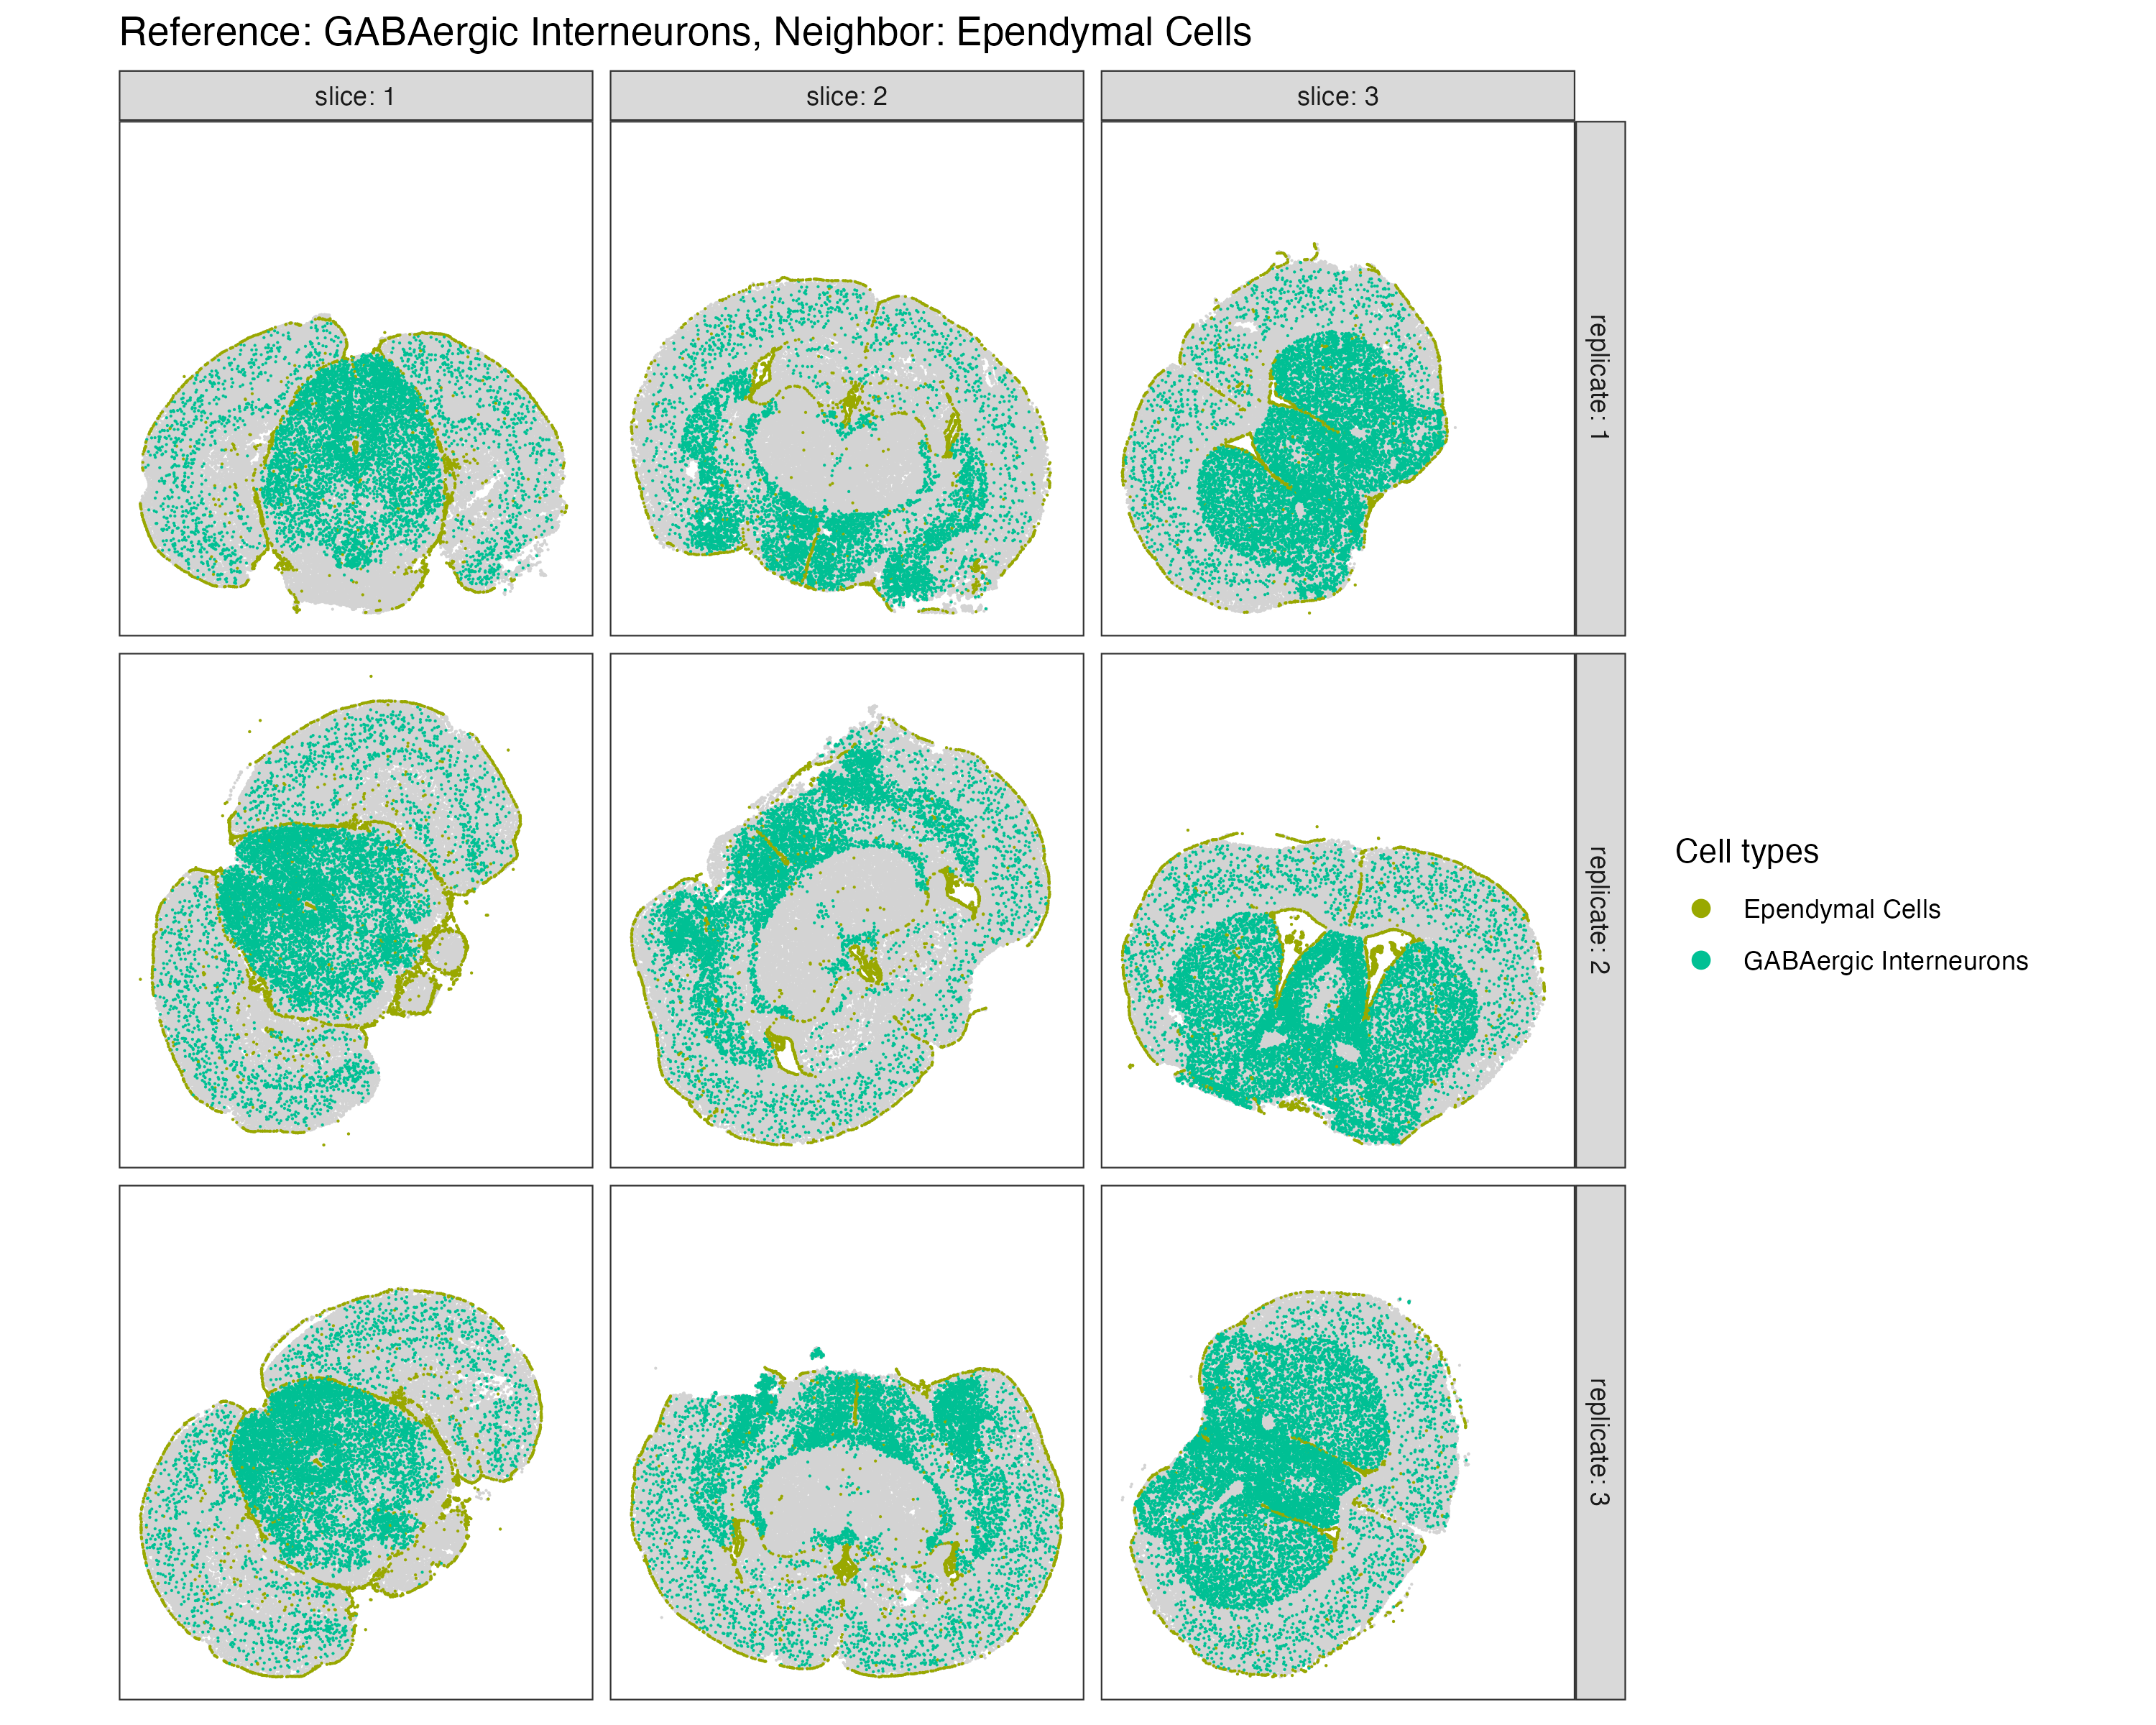 Reference: GABAergic Interneurons, Neighbor: Ependymal Cells
slice: 1
slice: 2
slice: 3
replicate: 1
replicate: 2
replicate: 3
Cell types
Ependymal Cells
GABAergic Interneurons